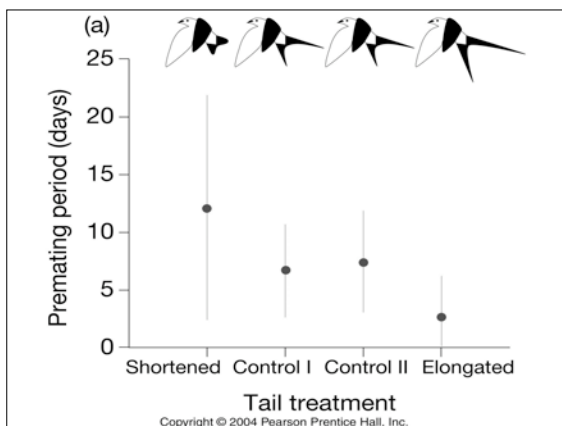 (a)
25
20
15
10
5
0
Premating period (days)
Shortened Control I Control II Elongated
Tail treatment
Copyright © 2004 Pearson Prentice Hall, Inc.